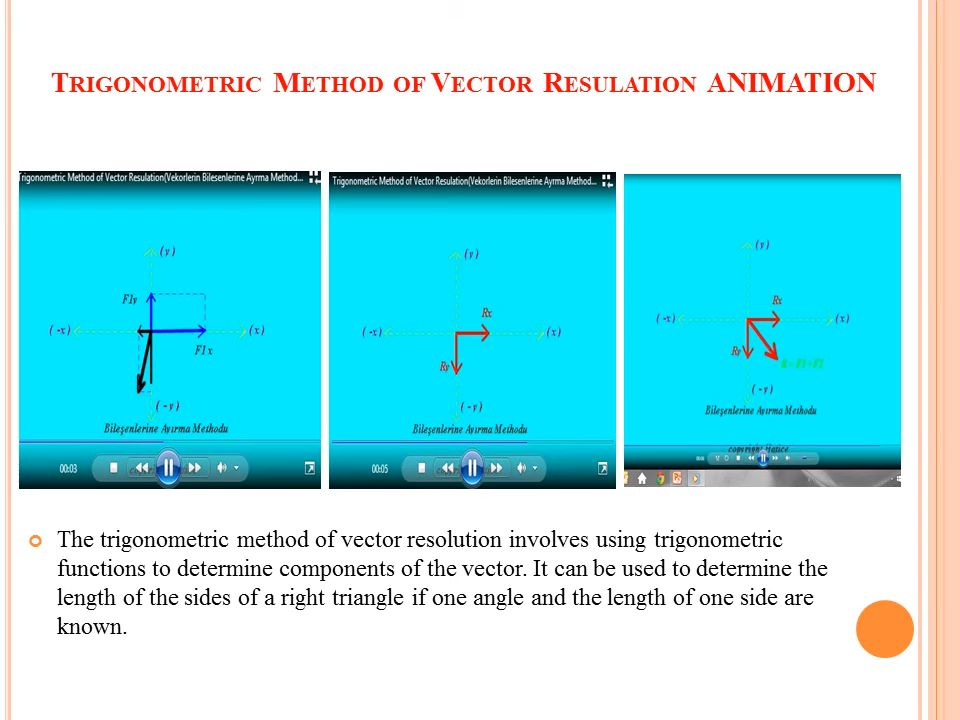 TRIGONOMETRIC METHOD OF VECTOR RESULATION ANIMATION
Trigonometric Method of Vector Resulation(Vekorlerin Bilesenlerine Ayrma Method...
(y)
F1y
(-x)
(x)
F1x
(-y)
Bileşenlerine Ayırma Methodu
00:03
Trigonometric Method of Vector Resulation(Vekorlerin Bilesenlerine Ayrma Method...
(y)
Rx
(-x)
(x)
Ry
(-y)
Bileşenlerine Ayırma Methodu
00:05
(y)
Rx
(-x)
(x)
Ry
(-y)
Bileşenlerine Ayırma Methodu
The trigonometric method of vector resolution involves using trigonometric
functions to determine components of the vector. It can be used to determine the
length of the sides of a right triangle if one angle and the length of one side are
known.